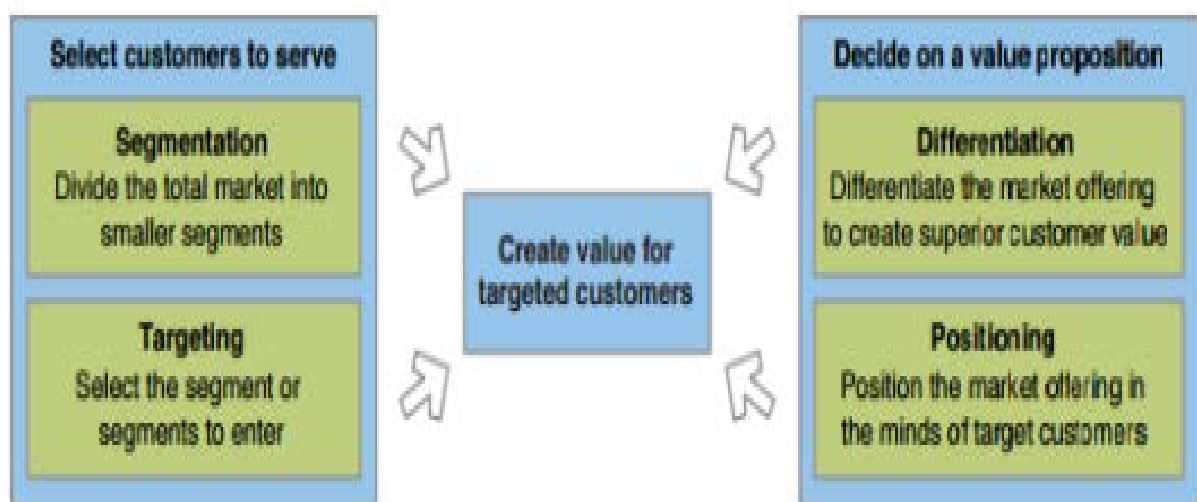 Select customers to serve
Segmentation
Divide the total market into
smaller segments
Targeting
Select the segment or
segments to enter
Create value for
targeted customers
Decide on a value proposition
Differentiation
Differentiate the market offering
to create superior customer value
Positioning
Position the market offering in
the minds of target customers